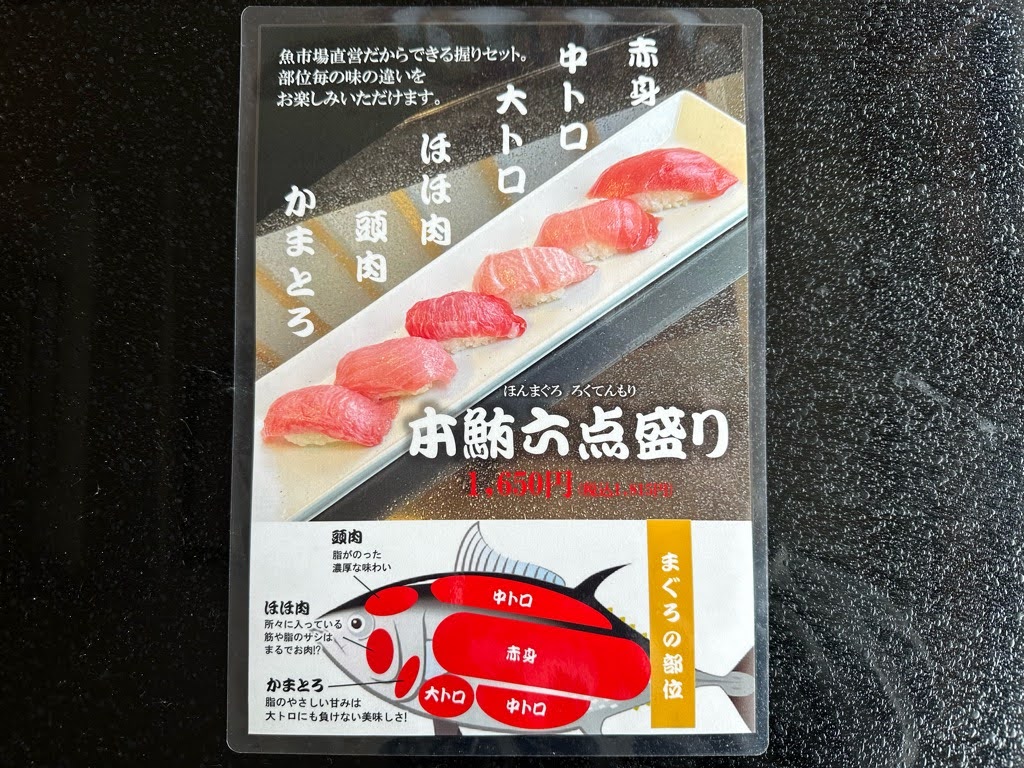 魚市場直営だからできる握りセット。
部位毎の味の違いを
お楽しみいただけます。
赤身
中トロ
大トロ
ほほ肉
頭肉
かまとろ
ほんまぐろ ろくてんもり
本鮪六点盛り
1,650円(税込1,815円)
まぐろの部位
頭肉
脂がのった
濃厚な味わい
ほほ肉
所々に入っている
筋や脂のサシは
まるでお肉!?
かまとろ
脂のやさしい甘みは
大トロにも負けない美味しさ!
中トロ
赤身
大トロ
中トロ